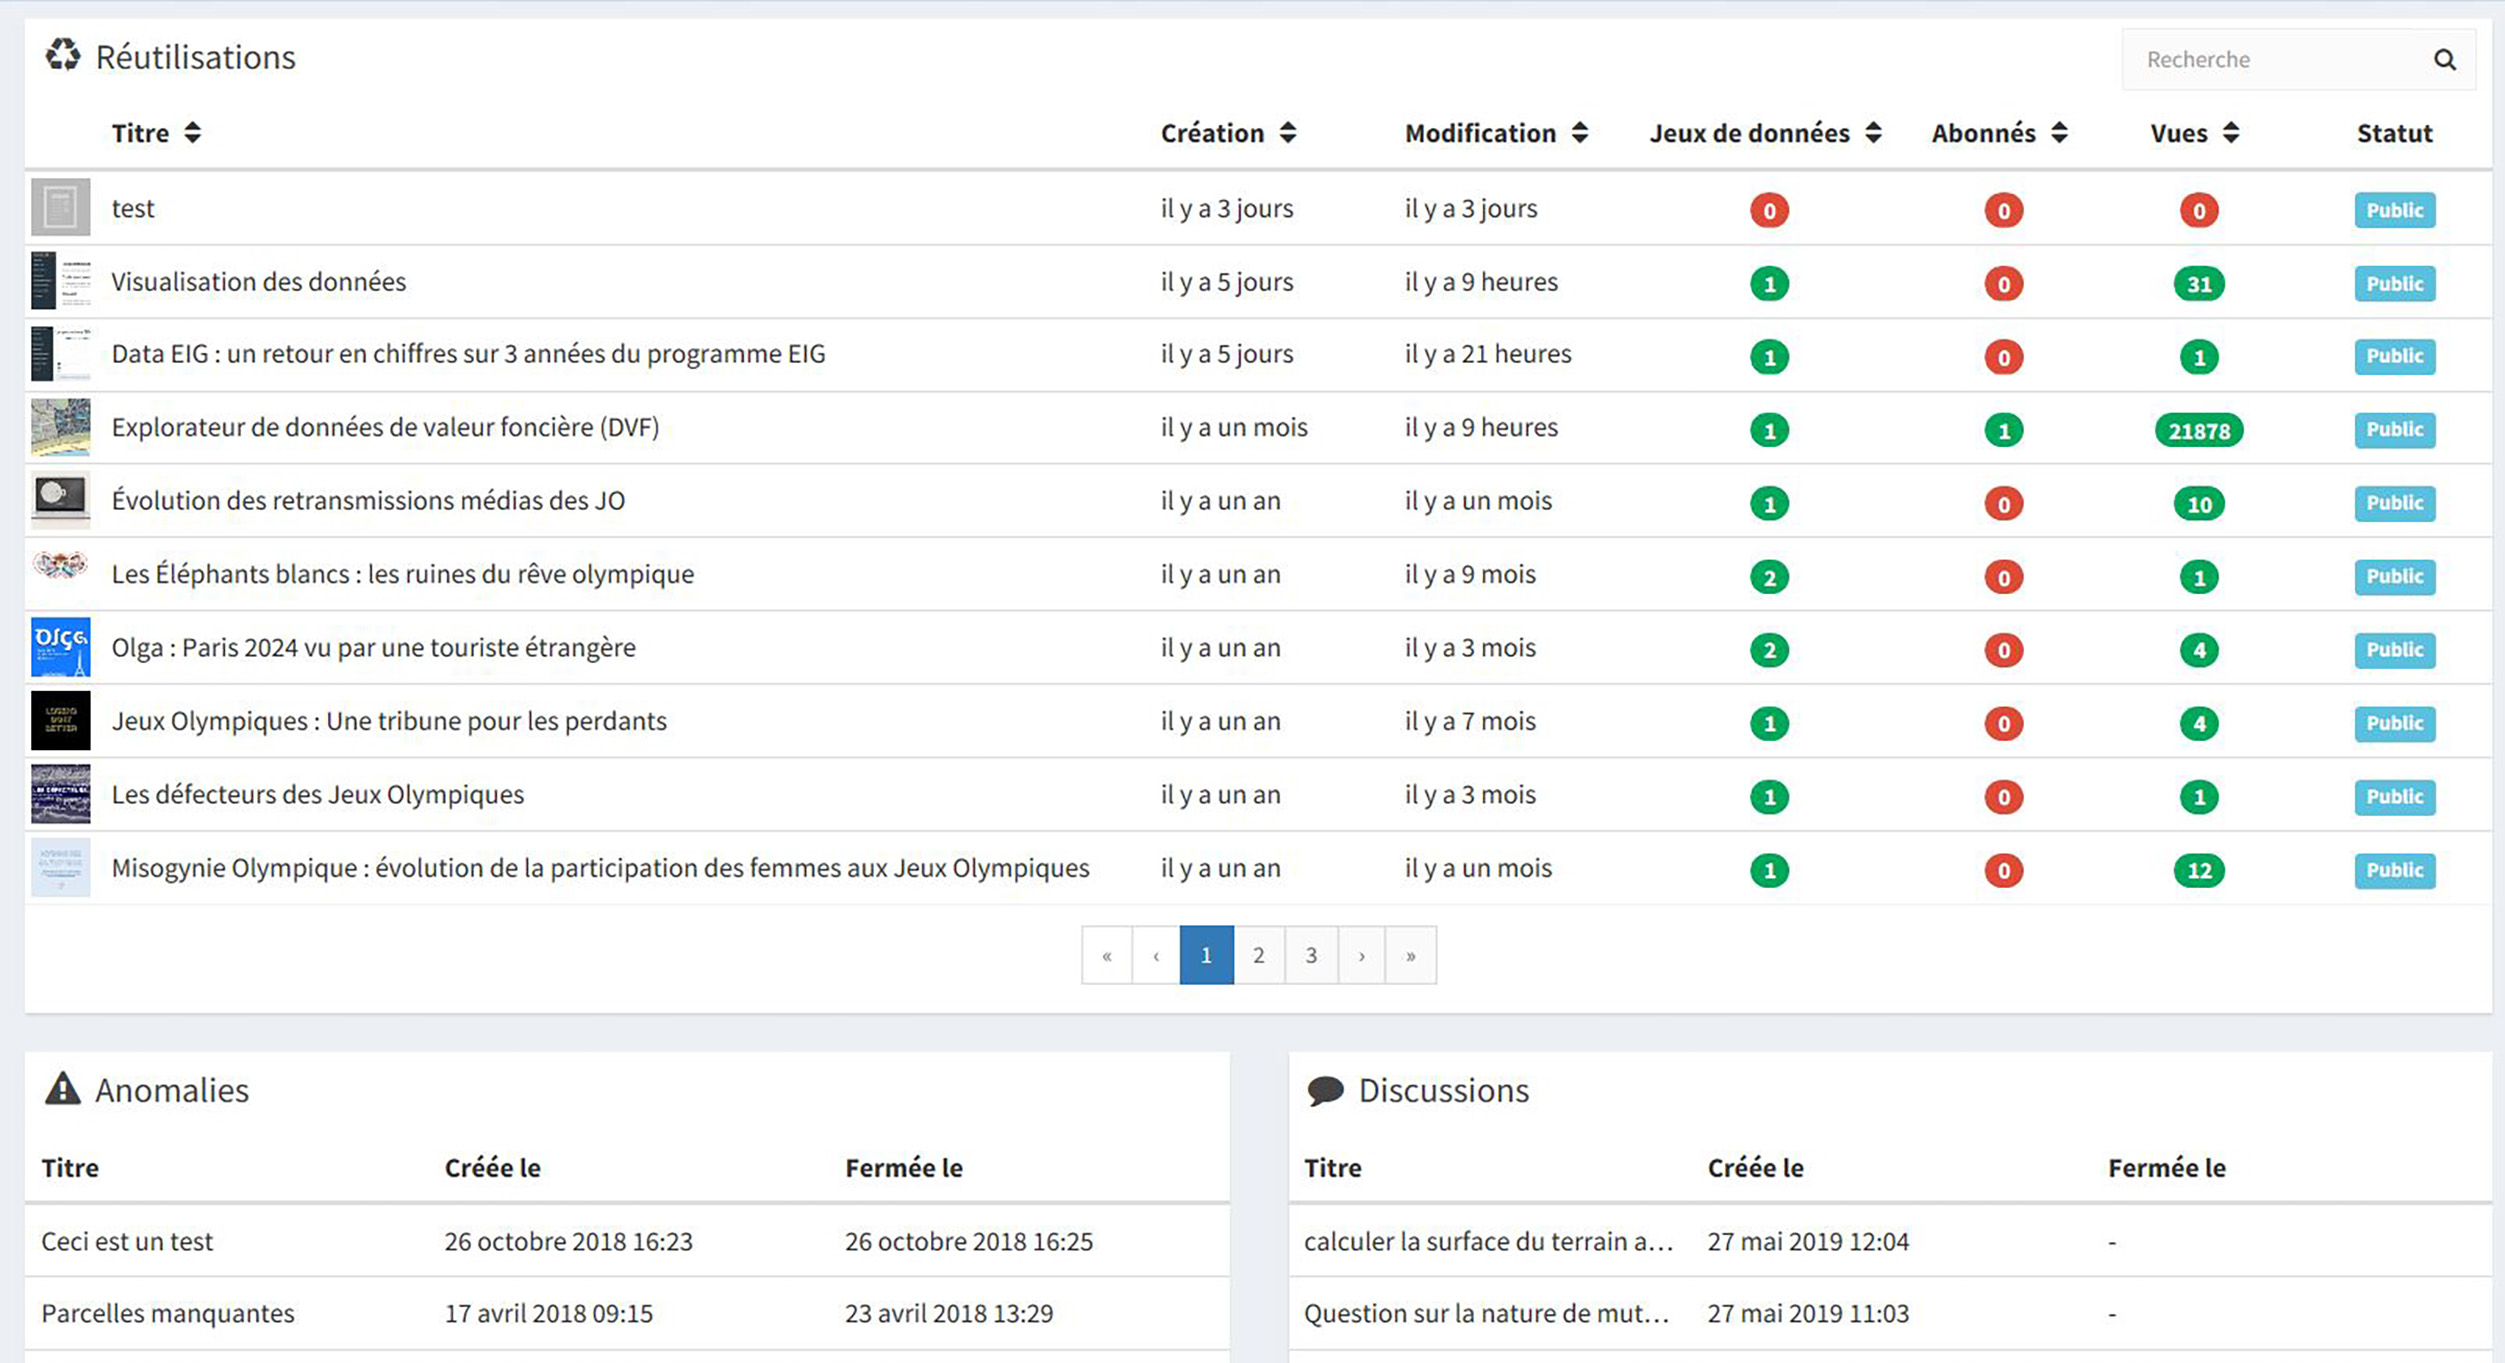 Réutilisations
Recherche
Titre Création Modification Jeux de données Abonnés Vues Statut
test il y a 3 jours il y a 3 jours 0 0 0 Public
Visualisation des données il y a 5 jours il y a 9 heures 1 0 31 Public
Data EIG : un retour en chiffres sur 3 années du programme EIG il y a 5 jours il y a 21 heures 1 0 1 Public
Explorateur de données de valeur foncière (DVF) il y a un mois il y a 9 heures 1 1 21878 Public
Évolution des retransmissions médias des JO il y a un an il y a un mois 1 0 10 Public
Les Éléphants blancs : les ruines du rêve olympique il y a un an il y a 9 mois 2 0 1 Public
Olga : Paris 2024 vu par une touriste étrangère il y a un an il y a 3 mois 2 0 4 Public
Jeux Olympiques : Une tribune pour les perdants il y a un an il y a 7 mois 1 0 4 Public
Les défecteurs des Jeux Olympiques il y a un an il y a 3 mois 1 0 1 Public
Misogynie Olympique : évolution de la participation des femmes aux Jeux Olympiques il y a un an il y a un mois 1 0 12 Public
« ‹ 1 2 3 › »
Anomalies
Titre Créée le Fermée le
Ceci est un test 26 octobre 2018 16:23 26 octobre 2018 16:25
Parcelles manquantes 17 avril 2018 09:15 23 avril 2018 13:29
Discussions
Titre Créée le Fermée le
calculer la surface du terrain a... 27 mai 2019 12:04 -
Question sur la nature de mut... 27 mai 2019 11:03 -